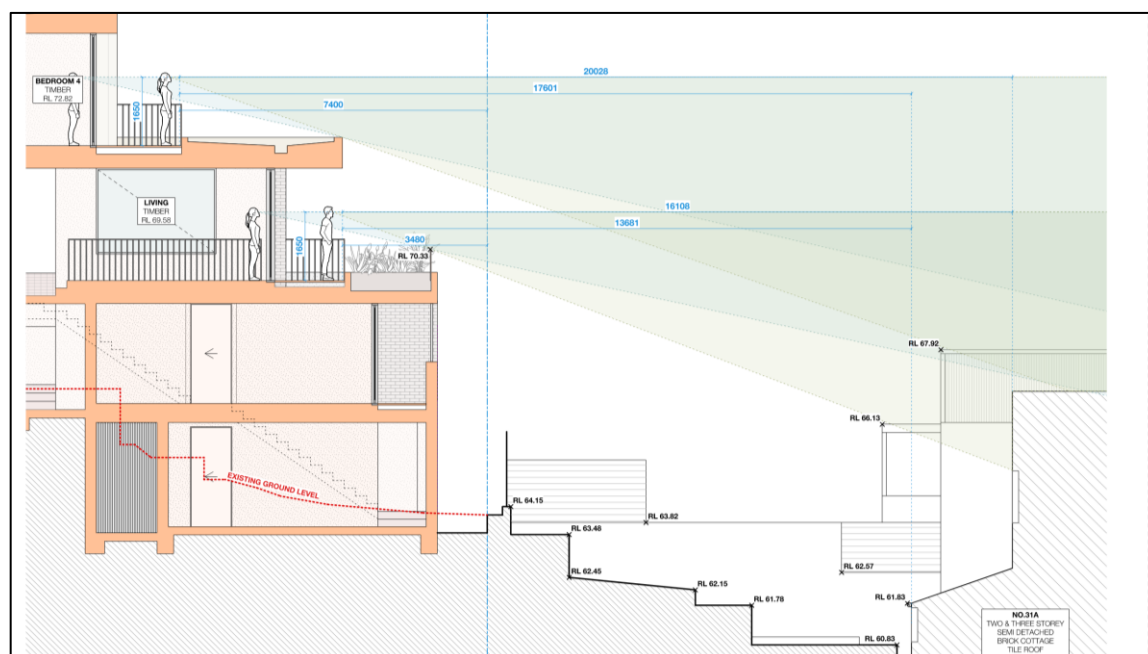 20028
17601
7400
1650
BEDROOM 4
TIMBER
RL 72.82
LIVING
TIMBER
RL 69.58
16108
13681
3480
1650
RL 70.33
RL 67.92
RL 66.13
EXISTING GROUND LEVEL
RL 64.15
RL 63.82
RL 63.48
RL 62.45
RL 62.57
RL 62.15
RL 61.78
RL 61.83
RL 60.83
NO.31A
TWO & THREE STOREY
SEMI DETACHED
BRICK COTTAGE
TILE ROOF